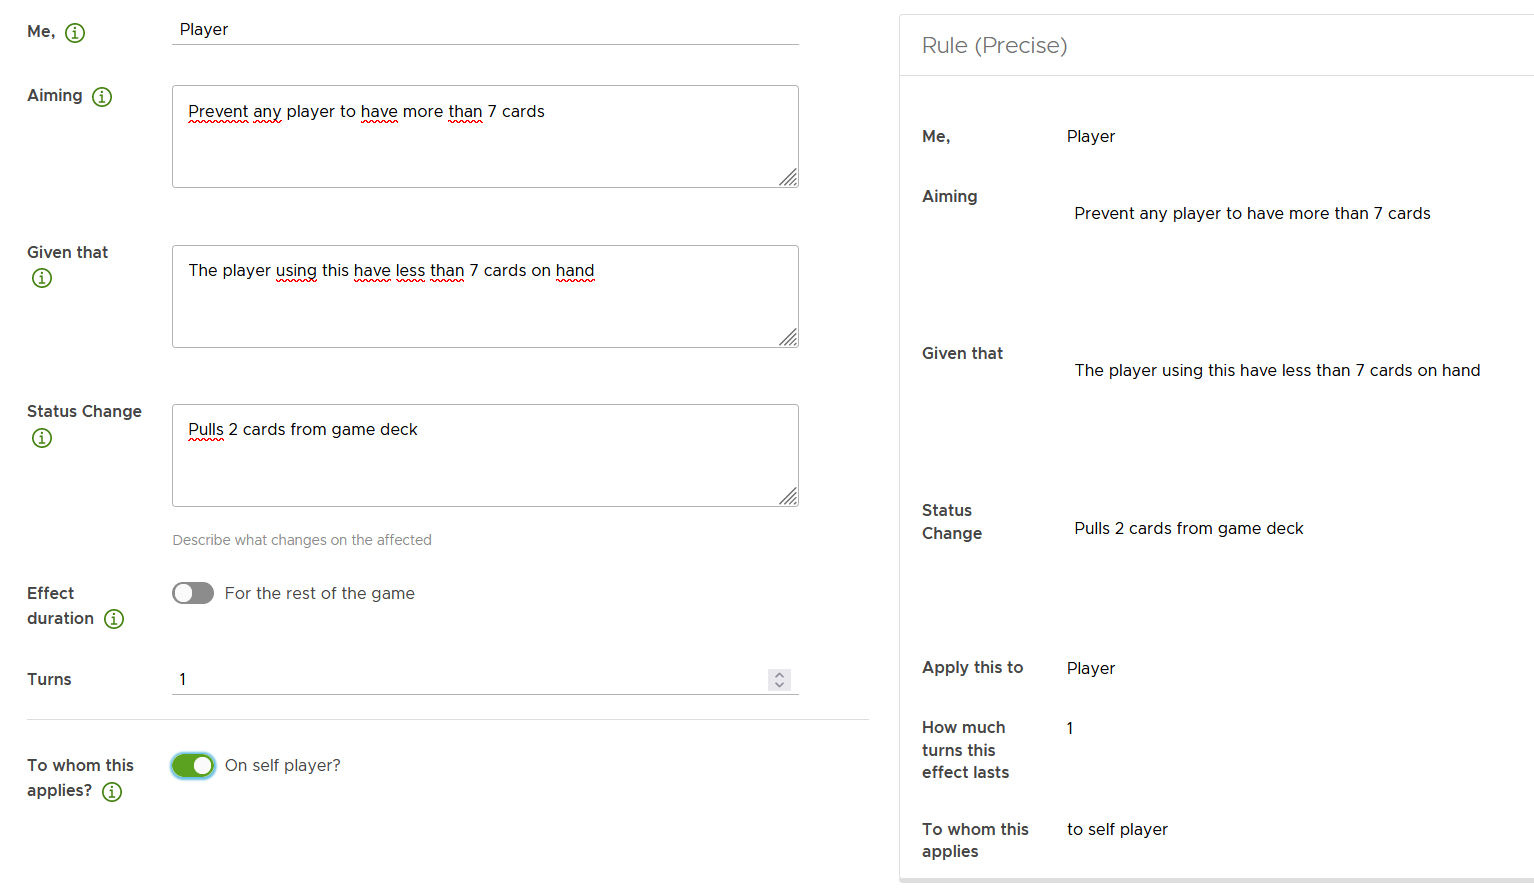 Me,
Player
Aiming
Prevent any player to have more than 7 cards
Given that
The player using this have less than 7 cards on hand
Status Change
Pulls 2 cards from game deck
Describe what changes on the affected
Effect
duration
For the rest of the game
Turns
1
To whom this
applies?
On self player?
Rule (Precise)
Me,
Player
Aiming
Prevent any player to have more than 7 cards
Given that
The player using this have less than 7 cards on hand
Status
Change
Pulls 2 cards from game deck
Apply this to
Player
How much
turns this
effect lasts
1
To whom this
applies
to self player